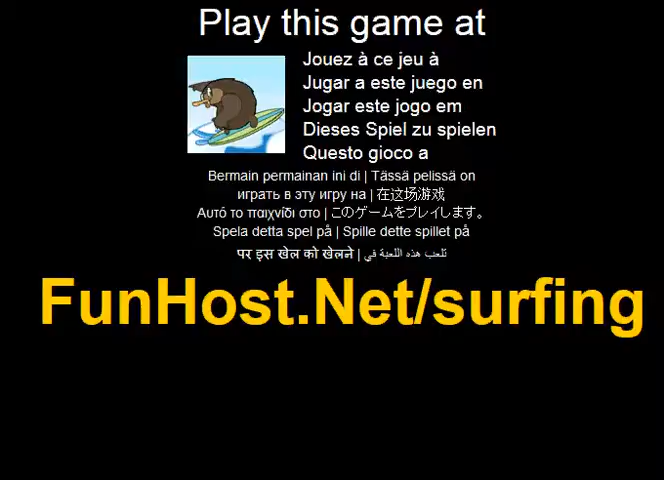 Play this game at
Jouez à ce jeu à
Jugar a este juego en
Jogar este jogo em
Dieses Spiel zu spielen
Questo gioco a
Bermain permainan ini di | Tässä pelissä on
играть в эту игру на | 在这场游戏
Αυτό το παιχνίδι στο | このゲームをプレイします。
Spela detta spel på | Spille dette spillet på
पर इस खेल को खेलने | تلعب هذه اللعبة في
FunHost.Net/surfing